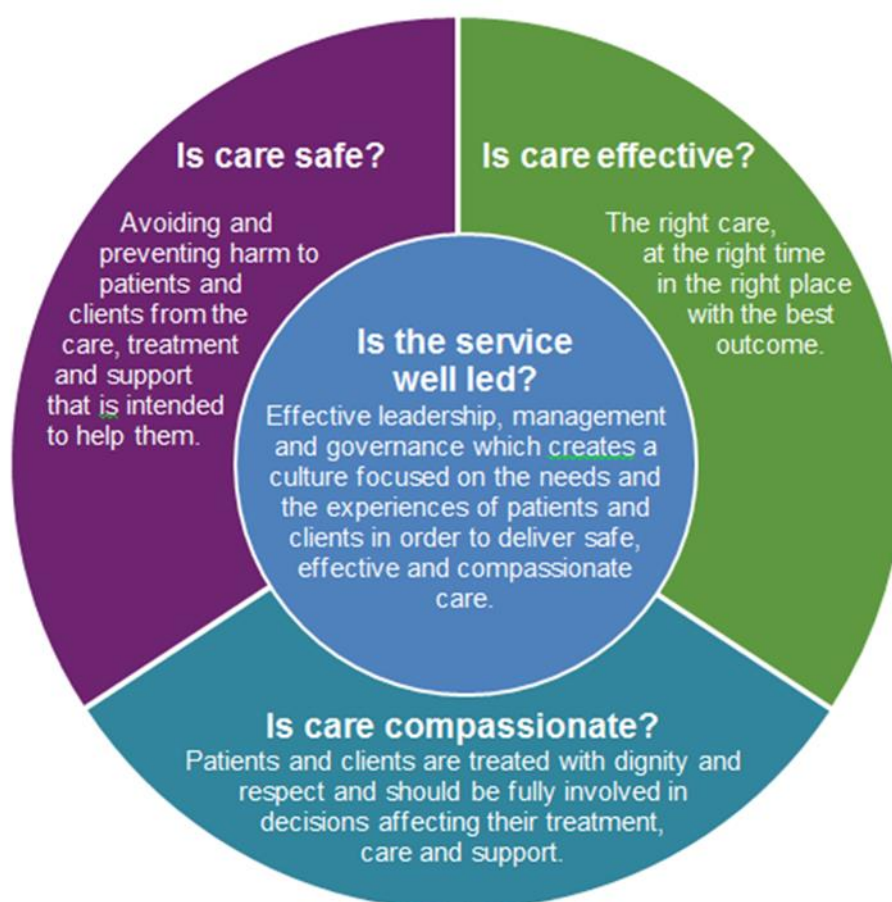 Is care safe?
Avoiding and
preventing harm to
patients and
clients from the
care, treatment
and support
that is intended
to help them.
Is care effective?
The right care,
at the right time
in the right place
with the best
outcome.
Is the service
well led?
Effective leadership, management
and governance which creates a
culture focused on the needs and
the experiences of patients and
clients in order to deliver safe,
effective and compassionate
care.
Is care compassionate?
Patients and clients are treated with dignity and
respect and should be fully involved in
decisions affecting their treatment,
care and support.